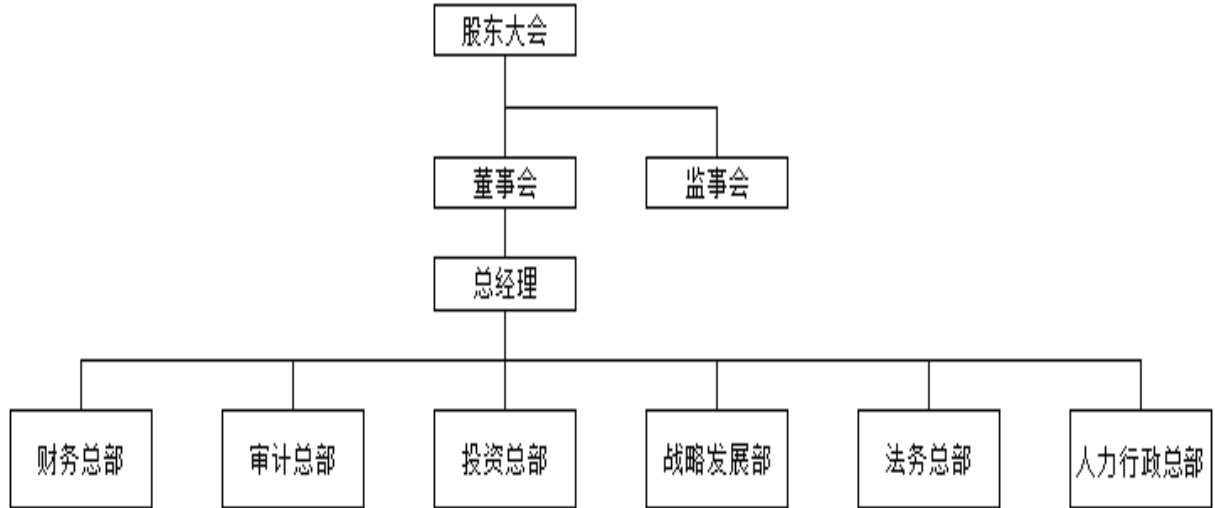 股东大会
董事会
监事会
总经理
财务总部
审计总部
投资总部
战略发展部
法务总部
人力行政总部